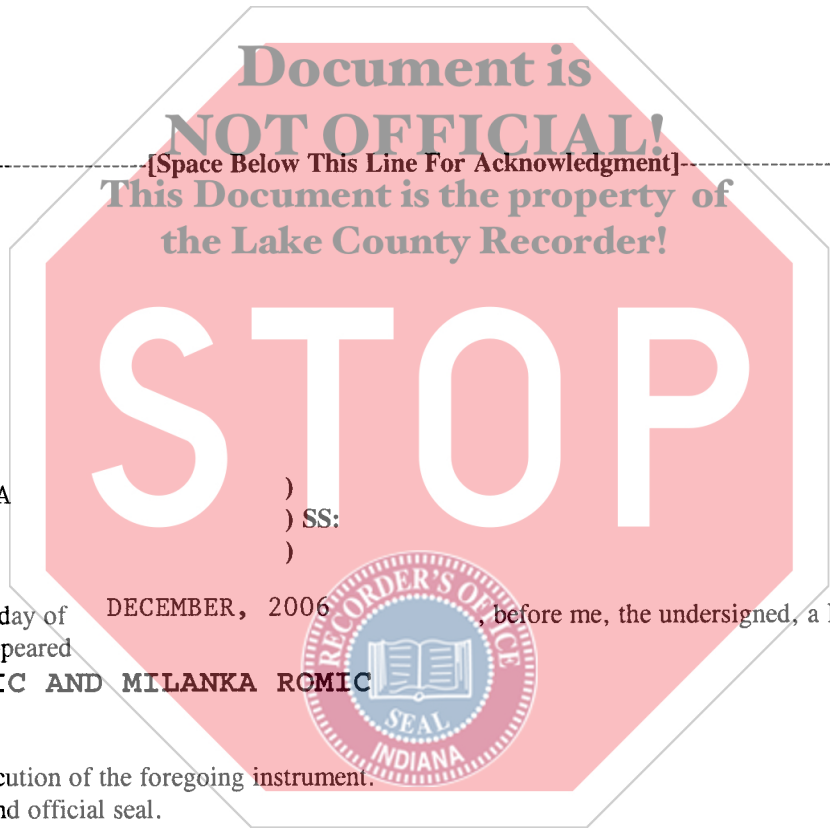 Document is
NOT OFFICIAL!
[Space Below This Line For Acknowledgment]
This Document is the property of
the Lake County Recorder!
STOP
A )
) SS:
)
day of DECEMBER, 2006, before me, the undersigned, a
peared
IC AND MILANKA ROMIC
RECORDER'S OFFICE
SEAL
INDIANA
cution of the foregoing instrument.
nd official seal.